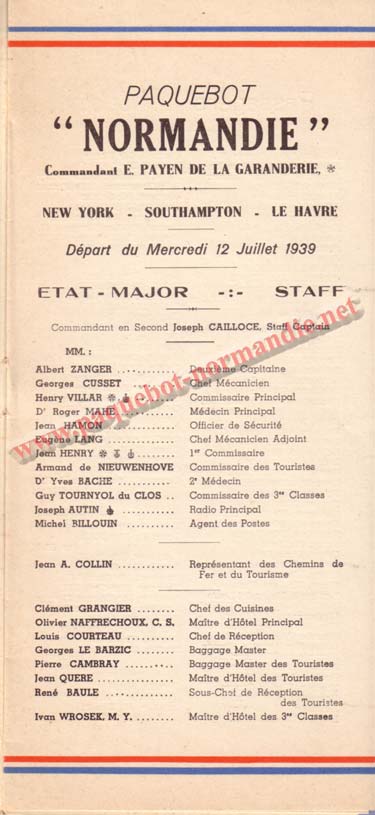 PAQUEBOT
“ NORMANDIE ”
Commandant E. PAYEN DE LA GARANDERIE, ✻
NEW YORK - SOUTHAMPTON - LE HAVRE
Départ du Mercredi 12 Juillet 1939
ETAT-MAJOR -:- STAFF
Commandant en Second Joseph CAILLOCE, Staff Captain
MM. :
Albert ZANGER ........... Deuxième Capitaine
Georges CUSSET .......... Chef Mécanicien
Henry VILLAR ✻ ........ Commissaire Principal
Dr Roger MAHÉ .......... Médecin Principal
Jean HAMON ............ Officier de Sécurité
Eugène LANG ............ Chef Mécanicien Adjoint
Jean HENRY ✻ ........ 1er Commissaire
Armand de NIEUWENHOVE Commissaire des Touristes
Dr Yves BACHE ........... 2e Médecin
Guy TOURNYOL du CLOS .. Commissaire des 3es Classes
Joseph AUTIN .......... Radio Principal
Michel BILLOUIN .......... Agent des Postes
Jean A. COLLIN ............ Représentant des Chemins de
Fer et du Tourisme
Clément GRANGIER ........ Chef des Cuisines
Olivier NAFFRECHOUX, C. S. Maître d'Hôtel Principal
Louis COURTEAU .......... Chef de Réception
Georges LE BARZIC ........ Baggage Master
Pierre CAMBRAY .......... Baggage Master des Touristes
Jean QUERE .............. Maître d'Hôtel des Touristes
René BAULE .............. Sous-Chef de Réception
des Touristes
Ivan WROSEK, M. Y. ........ Maître d'Hôtel des 3es Classes
www.paquebot-normandie.net